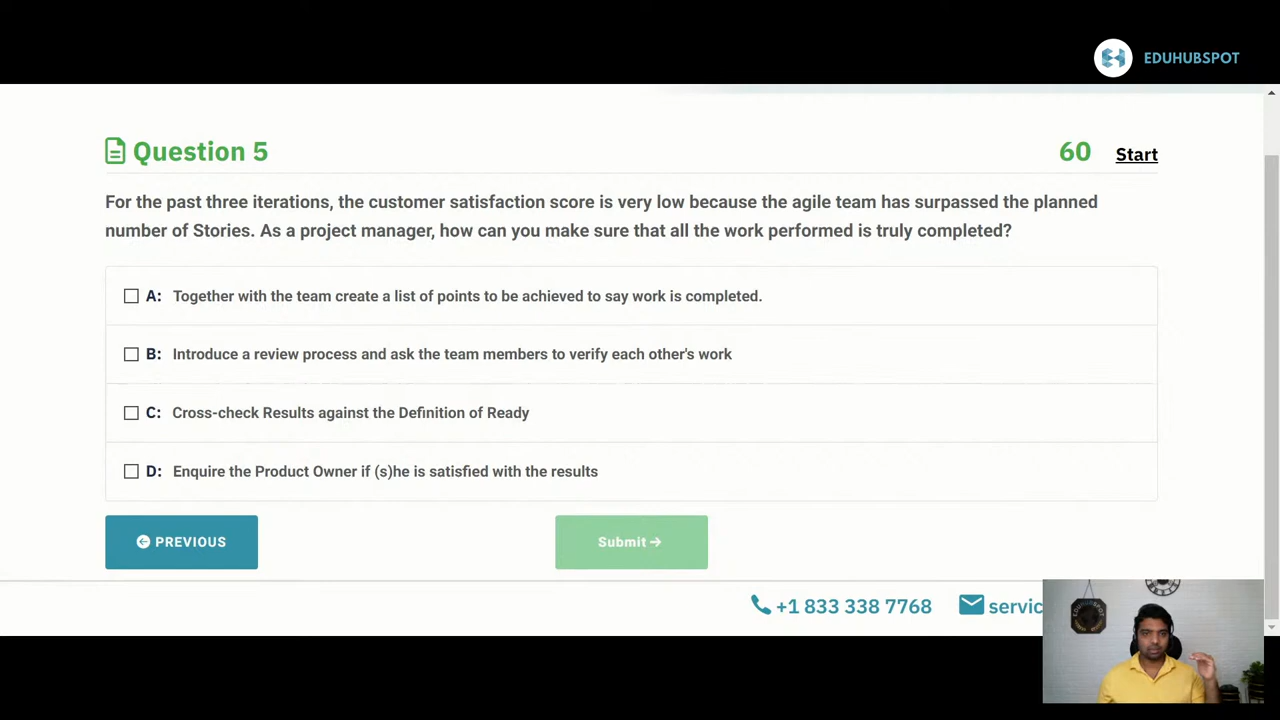 EDUHUBSPOT
Question 5
60 Start
For the past three iterations, the customer satisfaction score is very low because the agile team has surpassed the planned
number of Stories. As a project manager, how can you make sure that all the work performed is truly completed?
A: Together with the team create a list of points to be achieved to say work is completed.
B: Introduce a review process and ask the team members to verify each other's work
C: Cross-check Results against the Definition of Ready
D: Enquire the Product Owner if (s)he is satisfied with the results
PREVIOUS
Submit
+1 833 338 7768 servic
EDUHUBSPOT